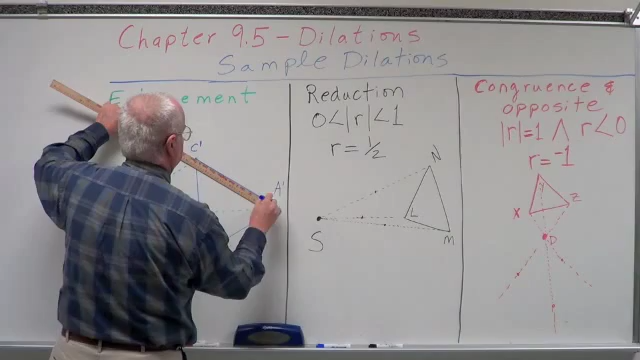 Chapter 9.5 - Dilations
Sample Dilations
C'
A'
Reduction
0<|r|<1
r = 1/2
N
L
M
S
Congruence &
opposite
|r|=1 ∧ r<0
r = -1
Y
X
Z
D